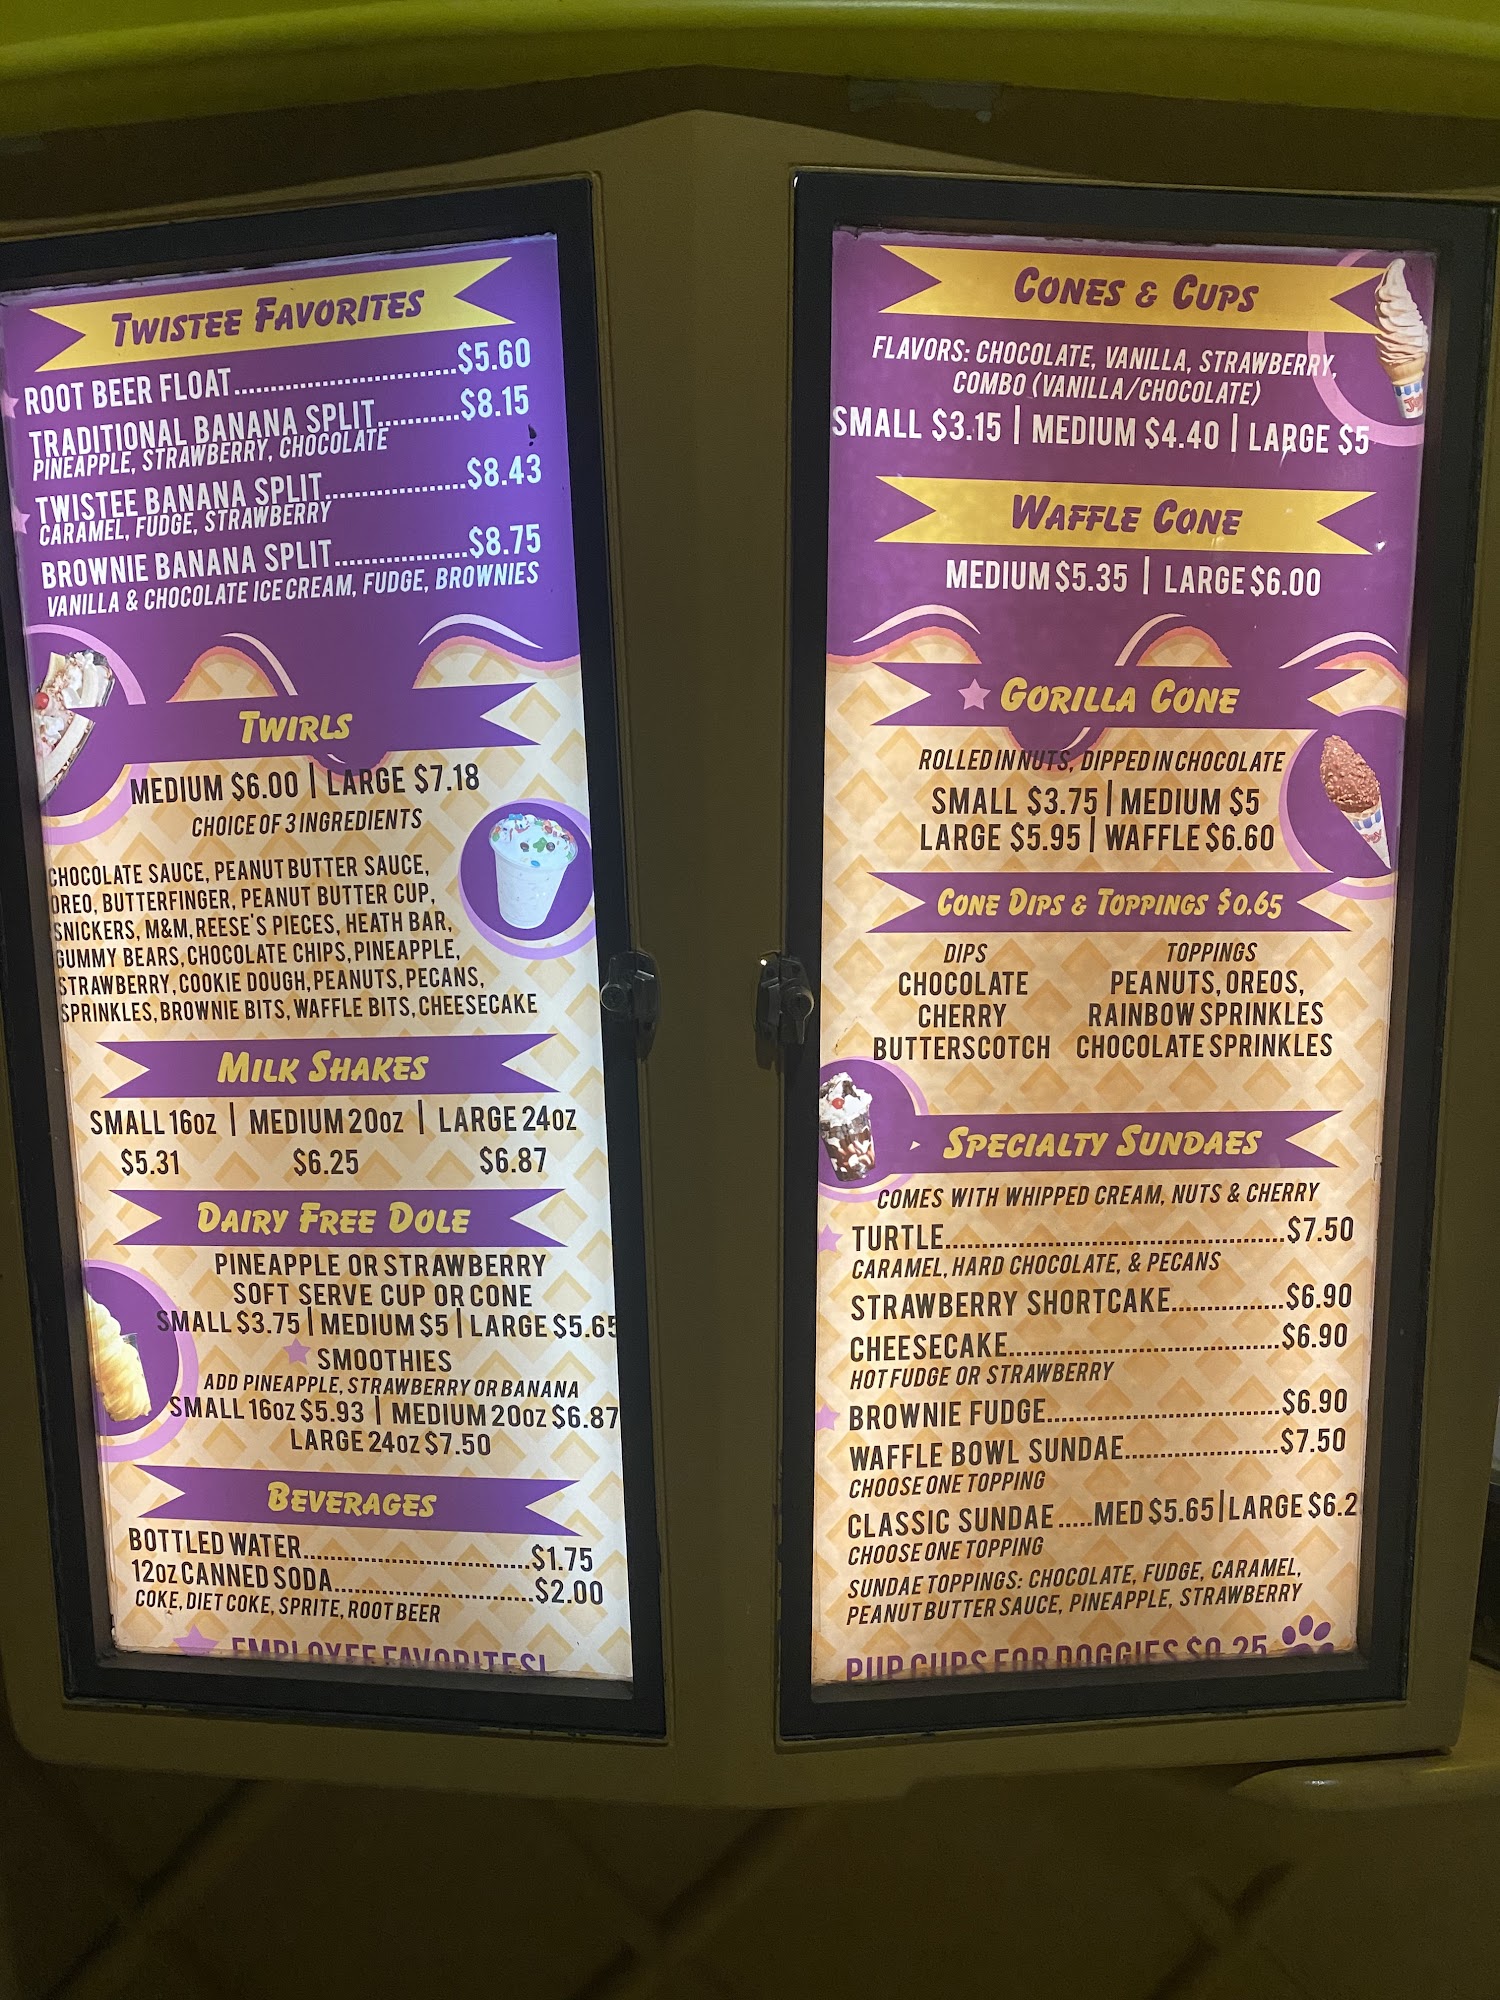 TWISTEE FAVORITES
ROOT BEER FLOAT..............................$5.60
TRADITIONAL BANANA SPLIT...........$8.15
PINEAPPLE, STRAWBERRY, CHOCOLATE
TWISTEE BANANA SPLIT...................$8.43
CARAMEL, FUDGE, STRAWBERRY
BROWNIE BANANA SPLIT..................$8.75
VANILLA & CHOCOLATE ICE CREAM, FUDGE, BROWNIES
TWIRLS
MEDIUM $6.00 | LARGE $7.18
CHOICE OF 3 INGREDIENTS
CHOCOLATE SAUCE, PEANUT BUTTER SAUCE,
OREO, BUTTERFINGER, PEANUT BUTTER CUP,
SNICKERS, M&M, REESE'S PIECES, HEATH BAR,
GUMMY BEARS, CHOCOLATE CHIPS, PINEAPPLE,
STRAWBERRY, COOKIE DOUGH, PEANUTS, PECANS,
SPRINKLES, BROWNIE BITS, WAFFLE BITS, CHEESECAKE
MILK SHAKES
SMALL 16OZ | MEDIUM 20OZ | LARGE 24OZ
$5.31 $6.25 $6.87
DAIRY FREE DOLE
PINEAPPLE OR STRAWBERRY
SOFT SERVE CUP OR CONE
SMALL $3.75 | MEDIUM $5 | LARGE $5.65
SMOOTHIES
ADD PINEAPPLE, STRAWBERRY OR BANANA
SMALL 16OZ $5.93 | MEDIUM 20OZ $6.87
LARGE 24OZ $7.50
BEVERAGES
BOTTLED WATER................................$1.75
12OZ CANNED SODA............................$2.00
COKE, DIET COKE, SPRITE, ROOT BEER
EMPLOYEE FAVORITES!
CONES & CUPS
FLAVORS: CHOCOLATE, VANILLA, STRAWBERRY,
COMBO (VANILLA/CHOCOLATE)
SMALL $3.15 | MEDIUM $4.40 | LARGE $5
WAFFLE CONE
MEDIUM $5.35 | LARGE $6.00
GORILLA CONE
ROLLED IN NUTS, DIPPED IN CHOCOLATE
SMALL $3.75 | MEDIUM $5
LARGE $5.95 | WAFFLE $6.60
CONE DIPS & TOPPINGS $0.65
DIPS TOPPINGS
CHOCOLATE PEANUTS, OREOS,
CHERRY RAINBOW SPRINKLES
BUTTERSCOTCH CHOCOLATE SPRINKLES
SPECIALTY SUNDAES
COMES WITH WHIPPED CREAM, NUTS & CHERRY
TURTLE..............................................$7.50
CARAMEL, HARD CHOCOLATE, & PECANS
STRAWBERRY SHORTCAKE...............$6.90
CHEESECAKE.....................................$6.90
HOT FUDGE OR STRAWBERRY
BROWNIE FUDGE................................$6.90
WAFFLE BOWL SUNDAE.....................$7.50
CHOOSE ONE TOPPING
CLASSIC SUNDAE .....MED $5.65 | LARGE $6.2
CHOOSE ONE TOPPING
SUNDAE TOPPINGS: CHOCOLATE, FUDGE, CARAMEL,
PEANUT BUTTER SAUCE, PINEAPPLE, STRAWBERRY
PUP CUPS FOR DOGGIES $0.25